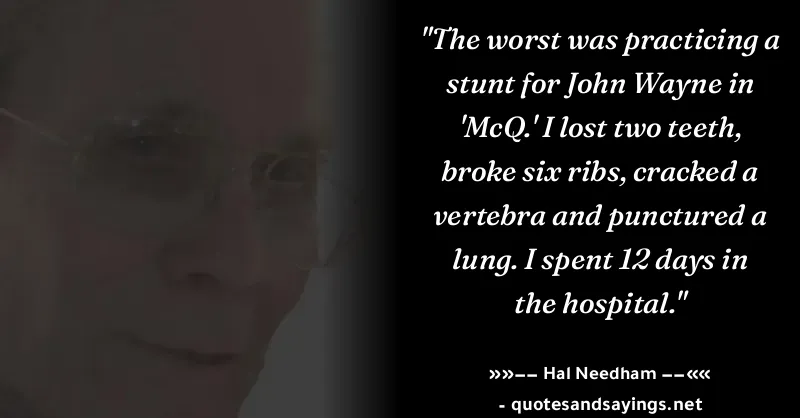 "The worst was practicing a
stunt for John Wayne in
'McQ.' I lost two teeth,
broke six ribs, cracked a
vertebra and punctured a
lung. I spent 12 days in
the hospital."
»»−− Hal Needham −−««
- quotesandsayings.net